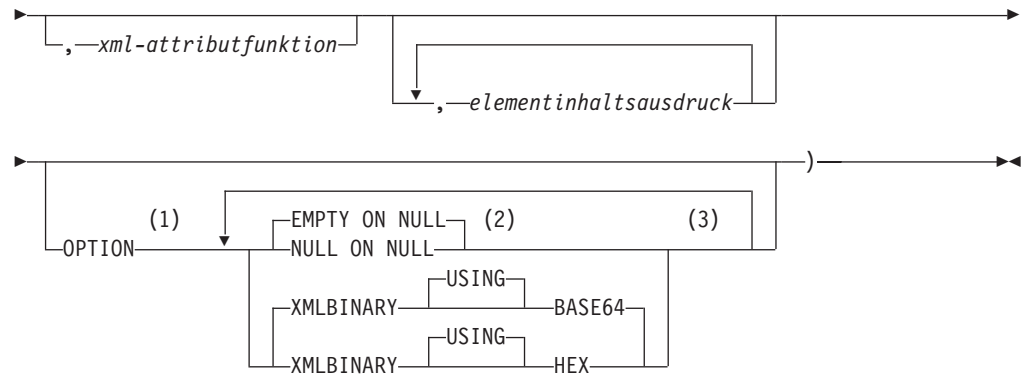 , xml-attributfunktion
, elementinhaltsausdruck
)
(1) (2) (3)
EMPTY ON NULL
OPTION NULL ON NULL
USING
XMLBINARY BASE64
USING
XMLBINARY HEX